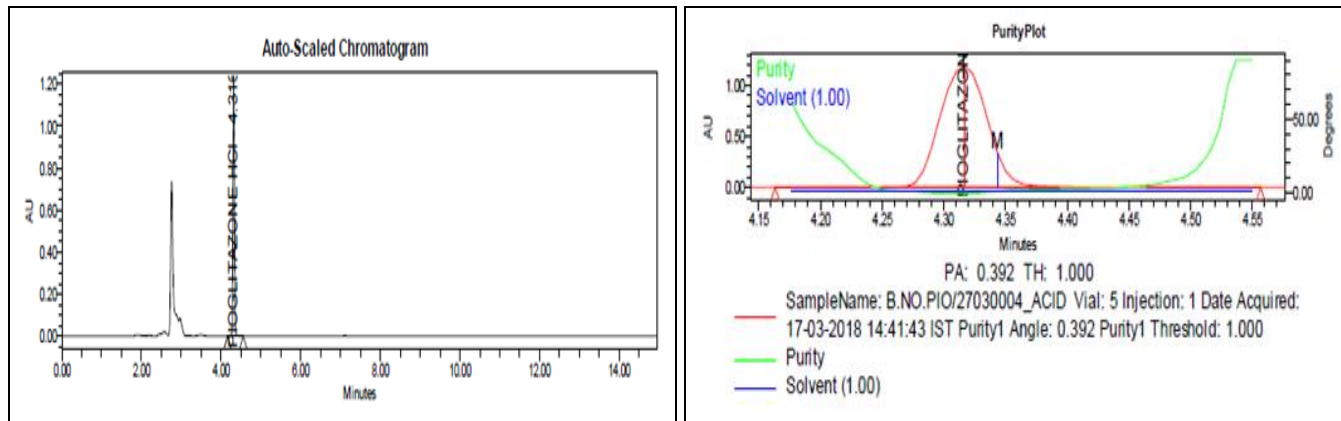 Auto-Scaled Chromatogram
AU
1.20
1.00
0.80
0.60
0.40
0.20
0.00
PIOGLITAZONE HCl - 4.316
0.00 2.00 4.00 6.00 8.00 10.00 12.00 14.00
Minutes
PurityPlot
Purity
Solvent (1.00)
AU
1.00
0.50
0.00
PIOGLITAZON
M
50.00
0.00
Degrees
4.15 4.20 4.25 4.30 4.35 4.40 4.45 4.50 4.55
Minutes
PA: 0.392 TH: 1.000
SampleName: B.NO.PIO/27030004_ACID Vial: 5 Injection: 1 Date Acquired:
17-03-2018 14:41:43 IST Purity1 Angle: 0.392 Purity1 Threshold: 1.000
Purity
Solvent (1.00)